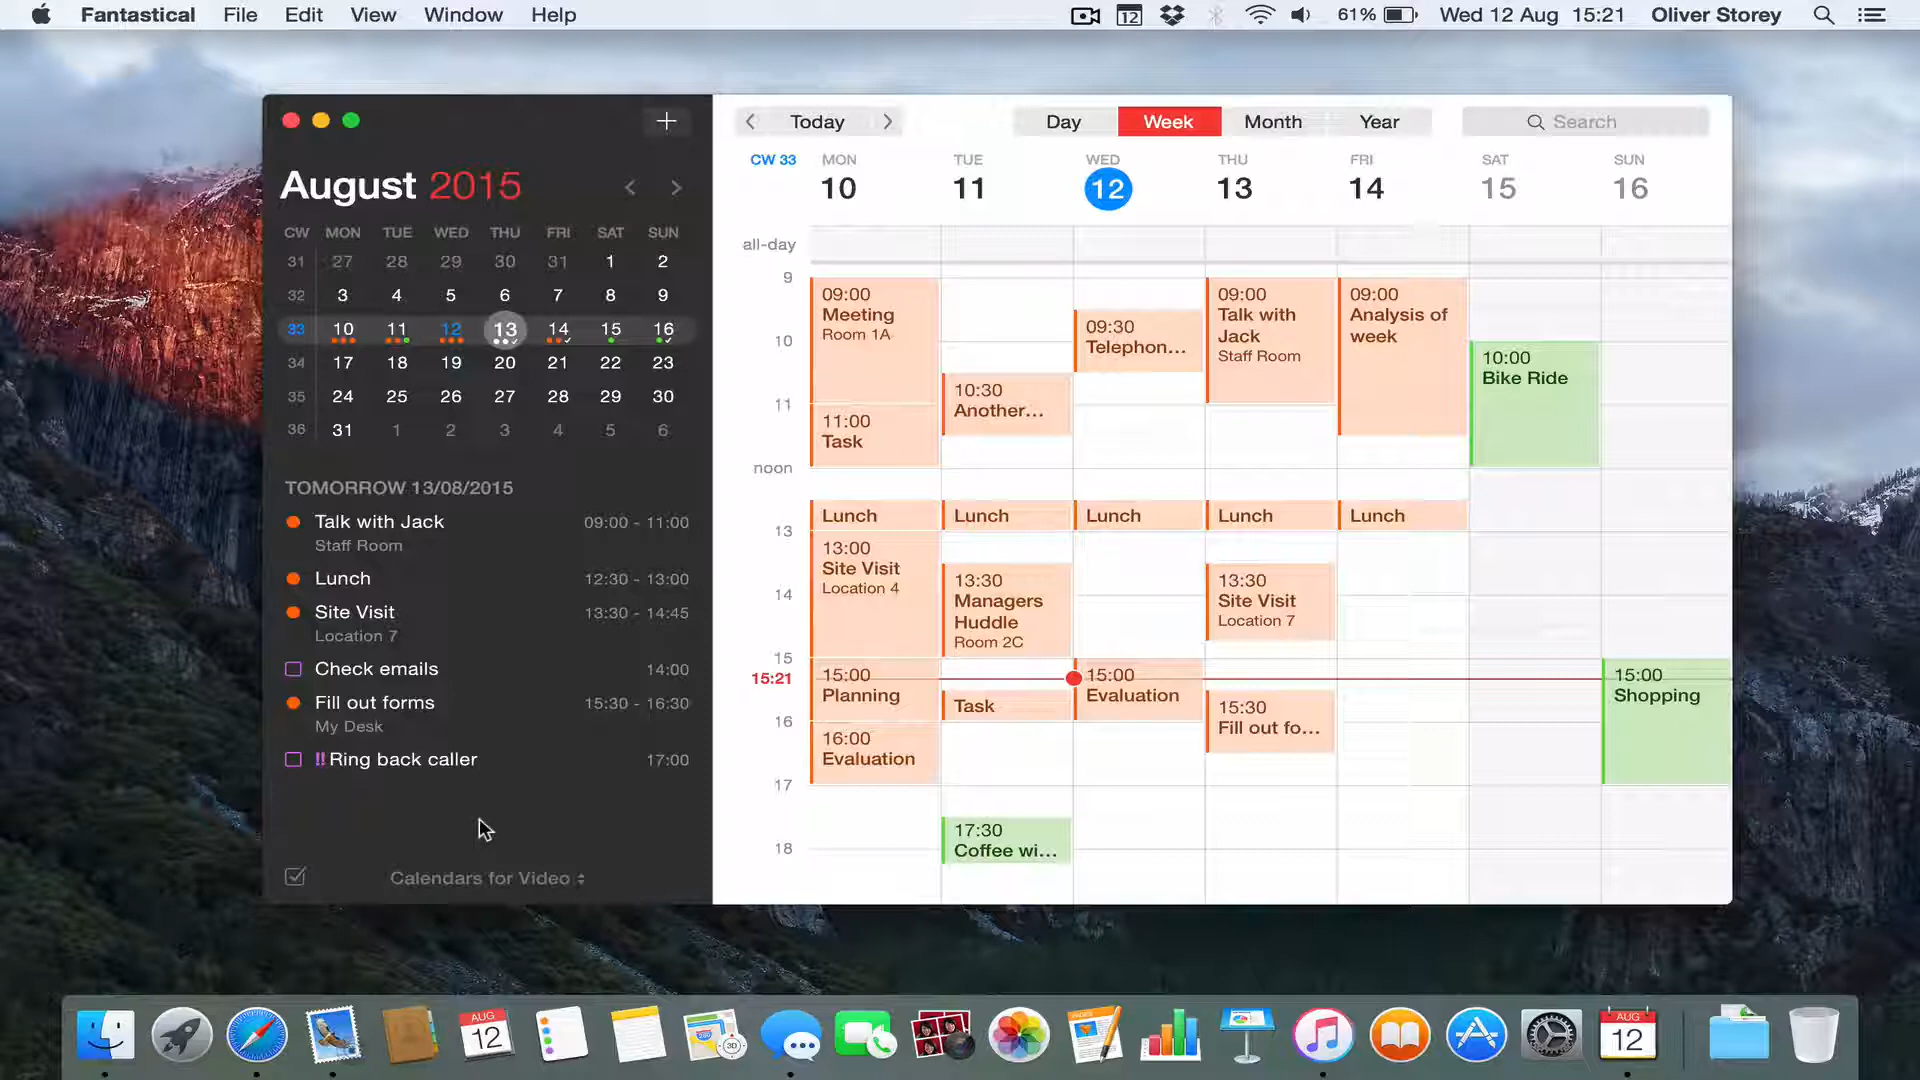 Fantastical File Edit View Window Help
12 61% Wed 12 Aug 15:21 Oliver Storey
August 2015
CW MON TUE WED THU FRI SAT SUN
31 27 28 29 30 31 1 2
32 3 4 5 6 7 8 9
33 10 11 12 13 14 15 16
34 17 18 19 20 21 22 23
35 24 25 26 27 28 29 30
36 31 1 2 3 4 5 6
TOMORROW 13/08/2015
Talk with Jack 09:00 - 11:00
Staff Room
Lunch 12:30 - 13:00
Site Visit 13:30 - 14:45
Location 7
Check emails 14:00
Fill out forms 15:30 - 16:30
My Desk
!! Ring back caller 17:00
Calendars for Video
Today Day Week Month Year Search
CW 33 MON TUE WED THU FRI SAT SUN
10 11 12 13 14 15 16
all-day
9
10
11
noon
13
14
15
15:21
16
17
18
09:00
Meeting
Room 1A
11:00
Task
Lunch
13:00
Site Visit
Location 4
15:00
Planning
16:00
Evaluation
10:30
Another...
Lunch
13:30
Managers
Huddle
Room 2C
Task
17:30
Coffee wi...
09:30
Telephon...
Lunch
15:00
Evaluation
09:00
Talk with
Jack
Staff Room
Lunch
13:30
Site Visit
Location 7
15:30
Fill out fo...
09:00
Analysis of
week
Lunch
10:00
Bike Ride
15:00
Shopping
AUG
12
3D
PAGES
AUG
12